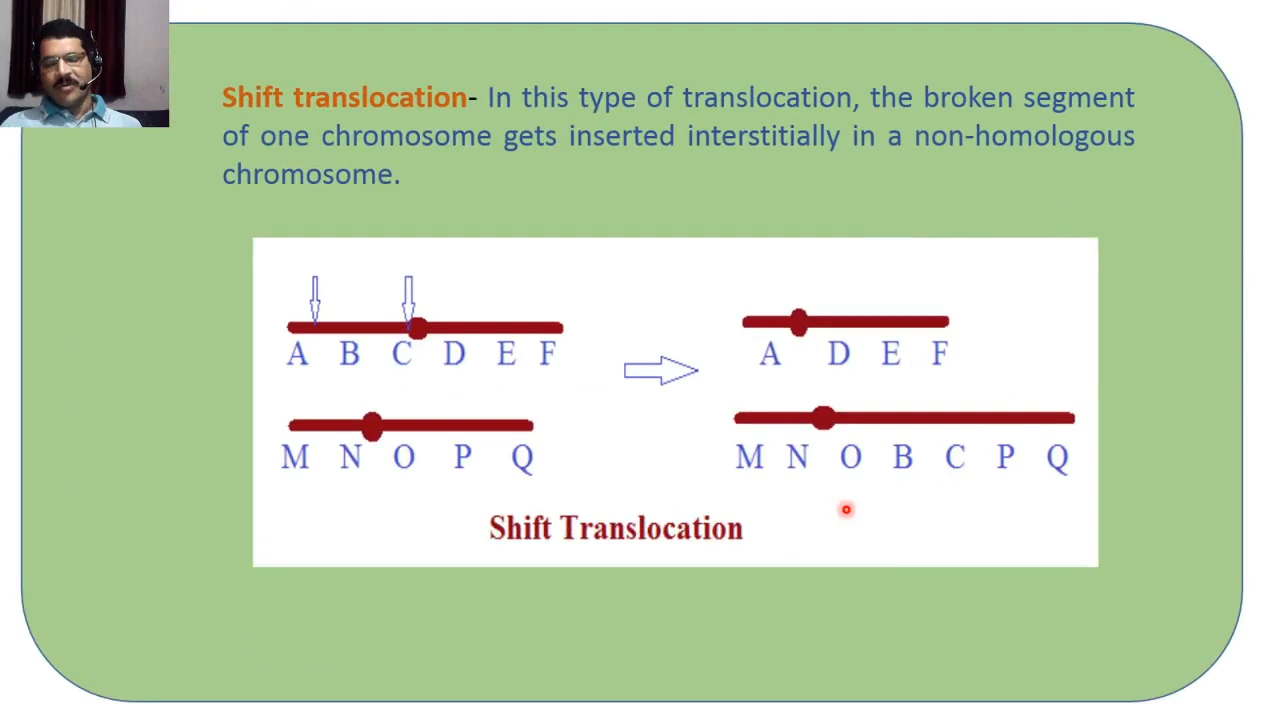 Shift translocation- In this type of translocation, the broken segment
of one chromosome gets inserted interstitially in a non-homologous
chromosome.
A B C D E F
A D E F
M N O P Q
M N O B C P Q
Shift Translocation